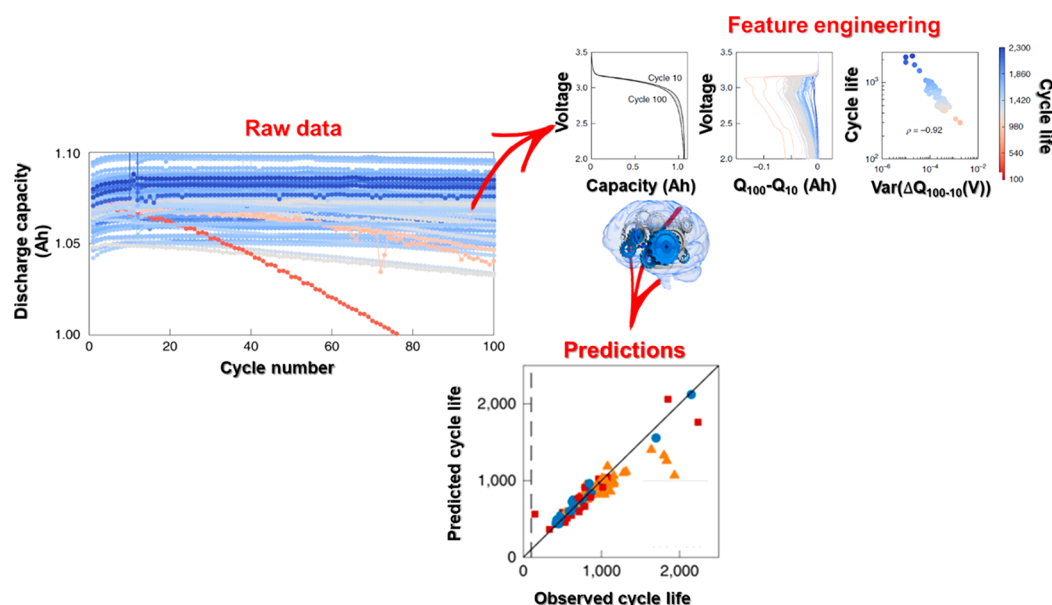 Feature engineering
Raw data
Discharge capacity
(Ah)
1.10
1.05
1.00
0
20
40
60
80
100
Cycle number
Voltage
3.5
3.0
2.5
2.0
Cycle 10
Cycle 100
0
0.5
1.0
Capacity (Ah)
Voltage
3.5
3.0
2.5
2.0
−0.1
0
Q100-Q10 (Ah)
Cycle life
10³
10²
ρ = −0.92
10⁻⁶
10⁻⁴
10⁻²
Var(ΔQ100-10(V))
2,300
1,860
1,420
980
540
100
Cycle life
Predictions
Predicted cycle life
2,000
1,000
0
0
1,000
2,000
Observed cycle life